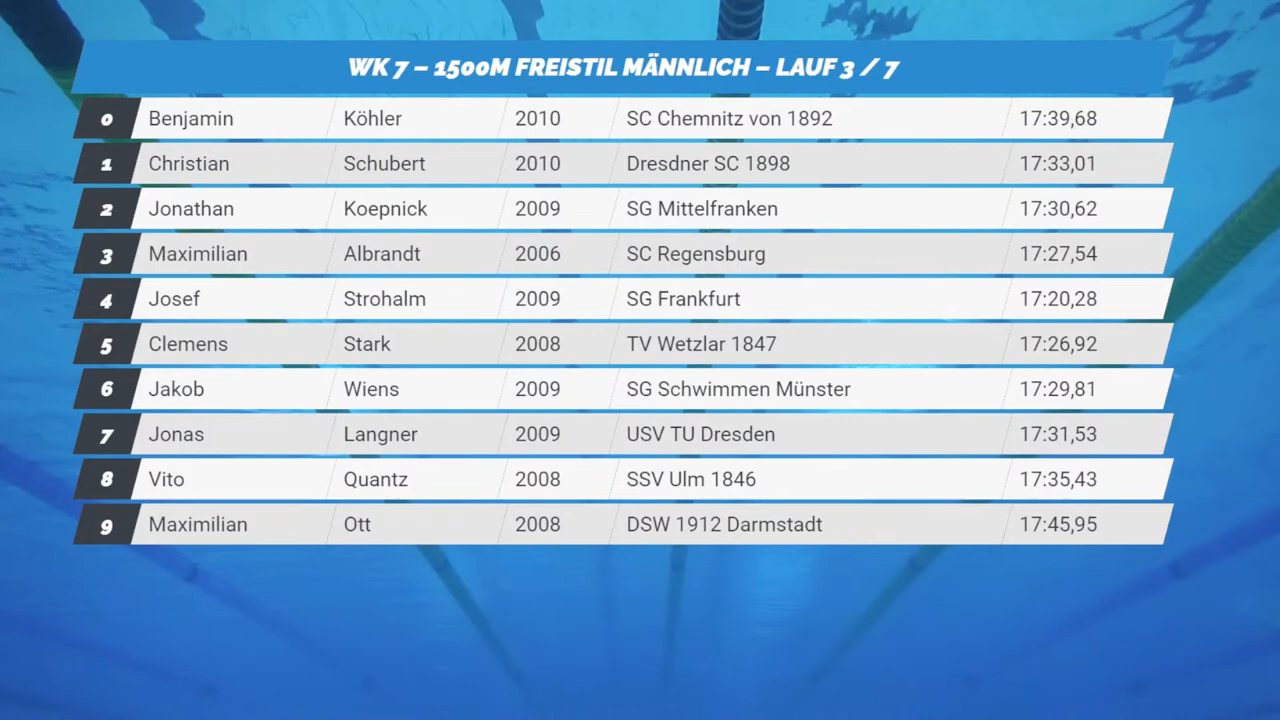 WK 7 – 1500M FREISTIL MÄNNLICH – LAUF 3 / 7
0 Benjamin Köhler 2010 SC Chemnitz von 1892 17:39,68
1 Christian Schubert 2010 Dresdner SC 1898 17:33,01
2 Jonathan Koepnick 2009 SG Mittelfranken 17:30,62
3 Maximilian Albrandt 2006 SC Regensburg 17:27,54
4 Josef Strohalm 2009 SG Frankfurt 17:20,28
5 Clemens Stark 2008 TV Wetzlar 1847 17:26,92
6 Jakob Wiens 2009 SG Schwimmen Münster 17:29,81
7 Jonas Langner 2009 USV TU Dresden 17:31,53
8 Vito Quantz 2008 SSV Ulm 1846 17:35,43
9 Maximilian Ott 2008 DSW 1912 Darmstadt 17:45,95